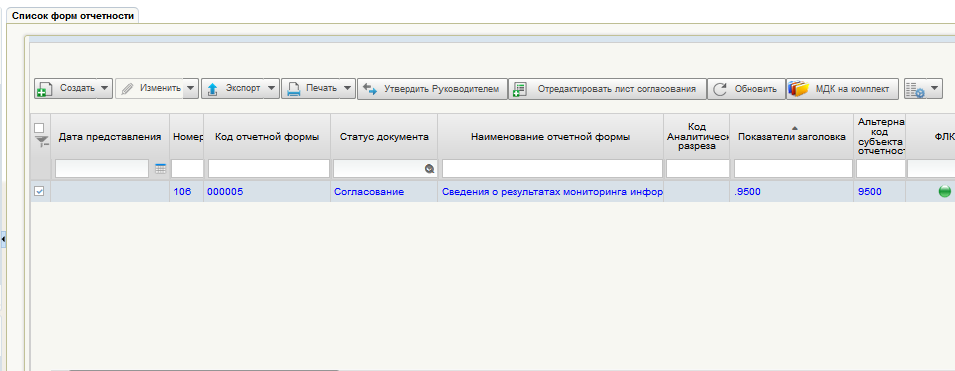 Список форм отчетности
Создать Изменить Экспорт Печать Утвердить Руководителем Отредактировать лист согласования Обновить МДК на комплект
Дата представления Номер Код отчетной формы Статус документа Наименование отчетной формы Код Аналитичес разреза Показатели заголовка Альтерна код субъекта отчетност ФЛК
106 000005 Согласование Сведения о результатах мониторинга инфор .9500 9500